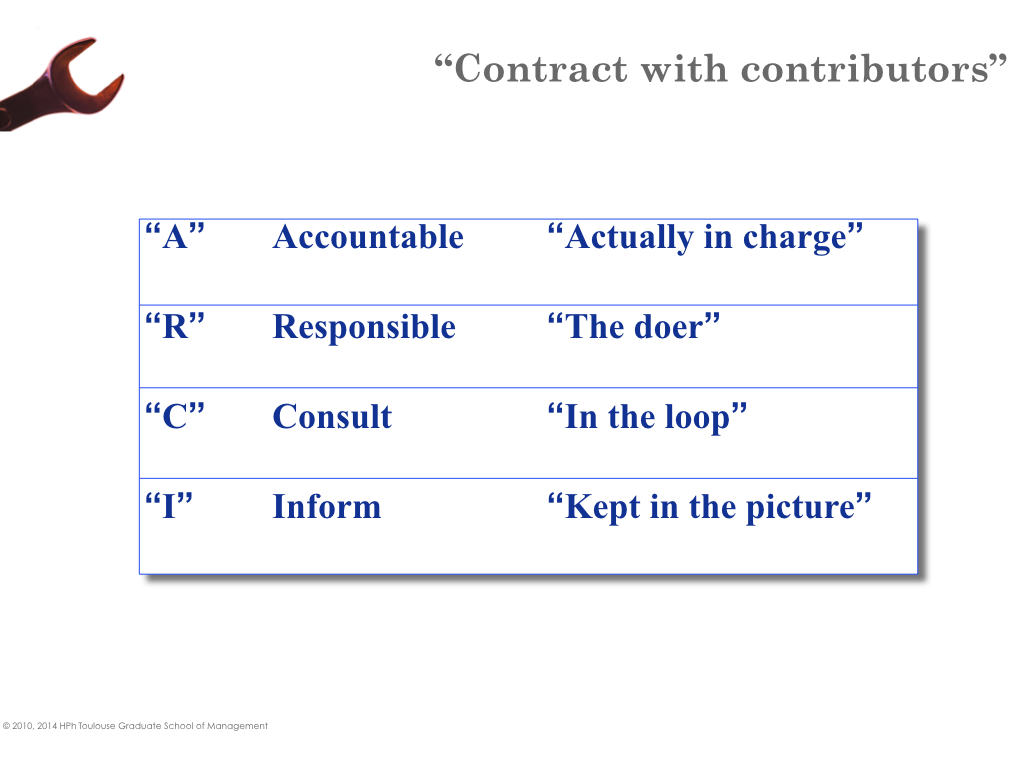 “Contract with contributors”
“A” Accountable “Actually in charge”
“R” Responsible “The doer”
“C” Consult “In the loop”
“I” Inform “Kept in the picture”
© 2010, 2014 HPh Toulouse Graduate School of Management